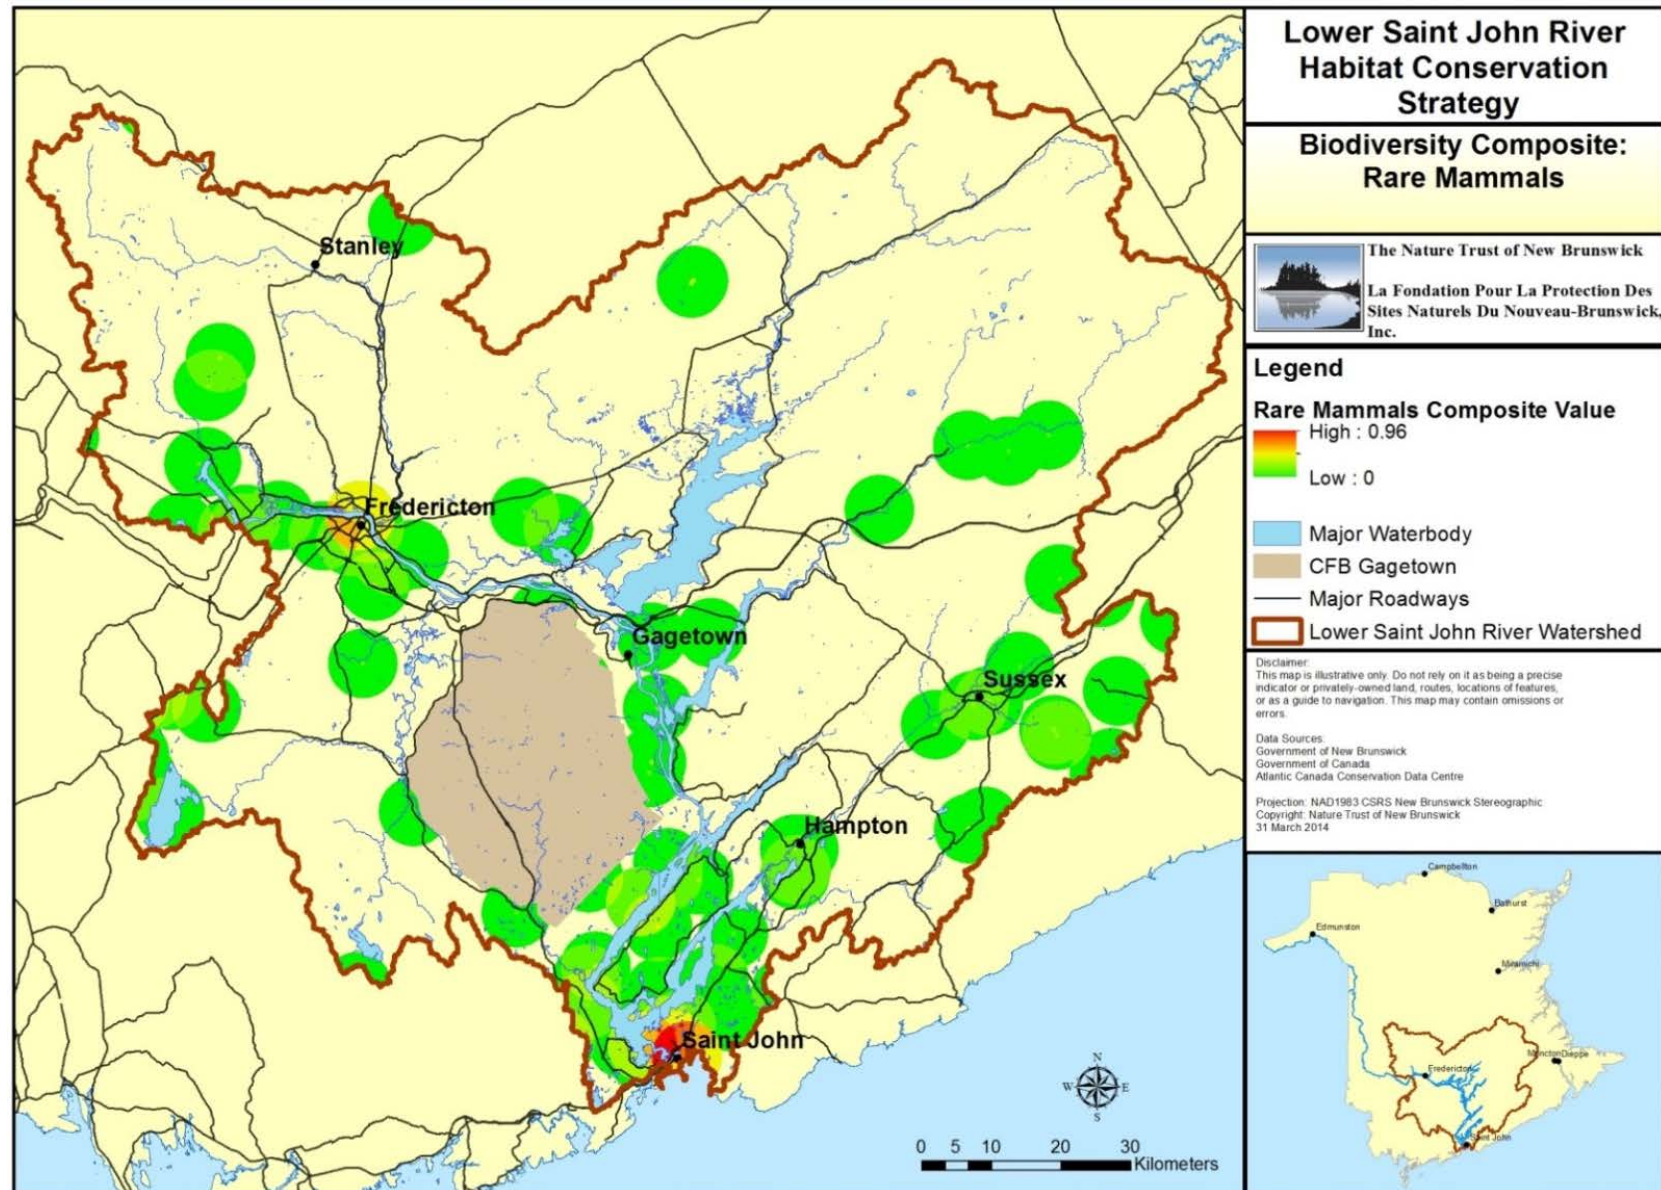 Lower Saint John River
Habitat Conservation
Strategy
Biodiversity Composite:
Rare Mammals
The Nature Trust of New Brunswick
La Fondation Pour La Protection Des
Sites Naturels Du Nouveau-Brunswick,
Inc.
Legend
Rare Mammals Composite Value
High : 0.96
Low : 0
Major Waterbody
CFB Gagetown
Major Roadways
Lower Saint John River Watershed
Disclaimer:
This map is illustrative only. Do not rely on it as being a precise
indicator or privately-owned land, routes, locations of features,
or as a guide to navigation. This map may contain omissions or
errors.
Data Sources:
Government of New Brunswick
Government of Canada
Atlantic Canada Conservation Data Centre
Projection: NAD1983 CSRS New Brunswick Stereographic
Copyright: Nature Trust of New Brunswick
31 March 2014
Stanley
Fredericton
Gagetown
Sussex
Hampton
Saint John
N
W
E
S
0 5 10 20 30
Kilometers
Campbellton
Bathurst
Edmunston
Miramichi
Moncton
Dieppe
Fredericton
Saint John